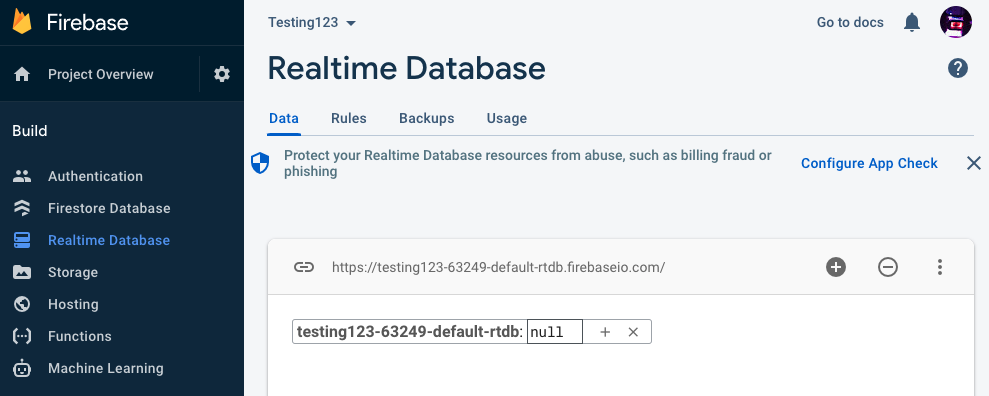 Firebase
Testing123
Go to docs
Project Overview
Realtime Database
Data Rules Backups Usage
Build
Protect your Realtime Database resources from abuse, such as billing fraud or
phishing
Configure App Check
Authentication
Firestore Database
Realtime Database
Storage
Hosting
Functions
Machine Learning
https://testing123-63249-default-rtdb.firebaseio.com/
testing123-63249-default-rtdb: null